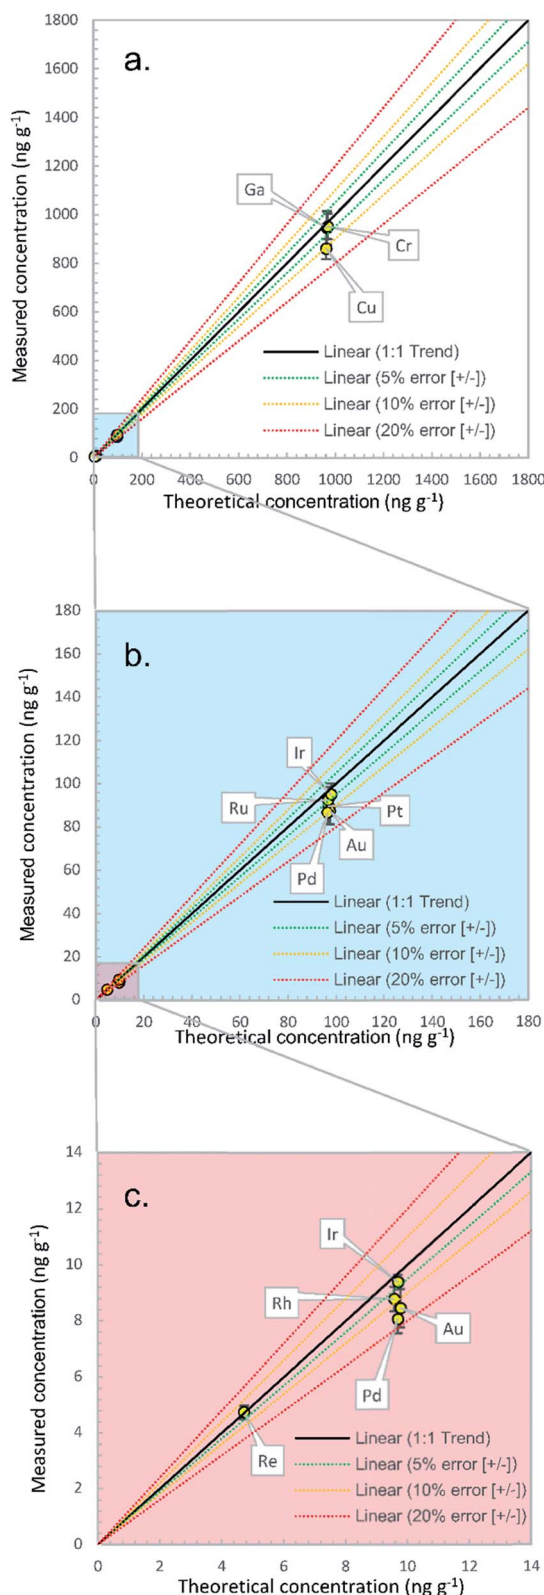 a.
Measured concentration (ng g⁻¹)
1800
1600
1400
1200
1000
800
600
400
200
0
Ga
Cr
Cu
Linear (1:1 Trend)
Linear (5% error [+/-])
Linear (10% error [+/-])
Linear (20% error [+/-])
0 200 400 600 800 1000 1200 1400 1600 1800
Theoretical concentration (ng g⁻¹)
b.
Measured concentration (ng g⁻¹)
180
160
140
120
100
80
60
40
20
0
Ir
Ru
Pt
Au
Pd
Linear (1:1 Trend)
Linear (5% error [+/-])
Linear (10% error [+/-])
Linear (20% error [+/-])
0 20 40 60 80 100 120 140 160 180
Theoretical concentration (ng g⁻¹)
c.
Measured concentration (ng g⁻¹)
14
12
10
8
6
4
2
0
Ir
Rh
Au
Pd
Re
Linear (1:1 Trend)
Linear (5% error [+/-])
Linear (10% error [+/-])
Linear (20% error [+/-])
0 2 4 6 8 10 12 14
Theoretical concentration (ng g⁻¹)